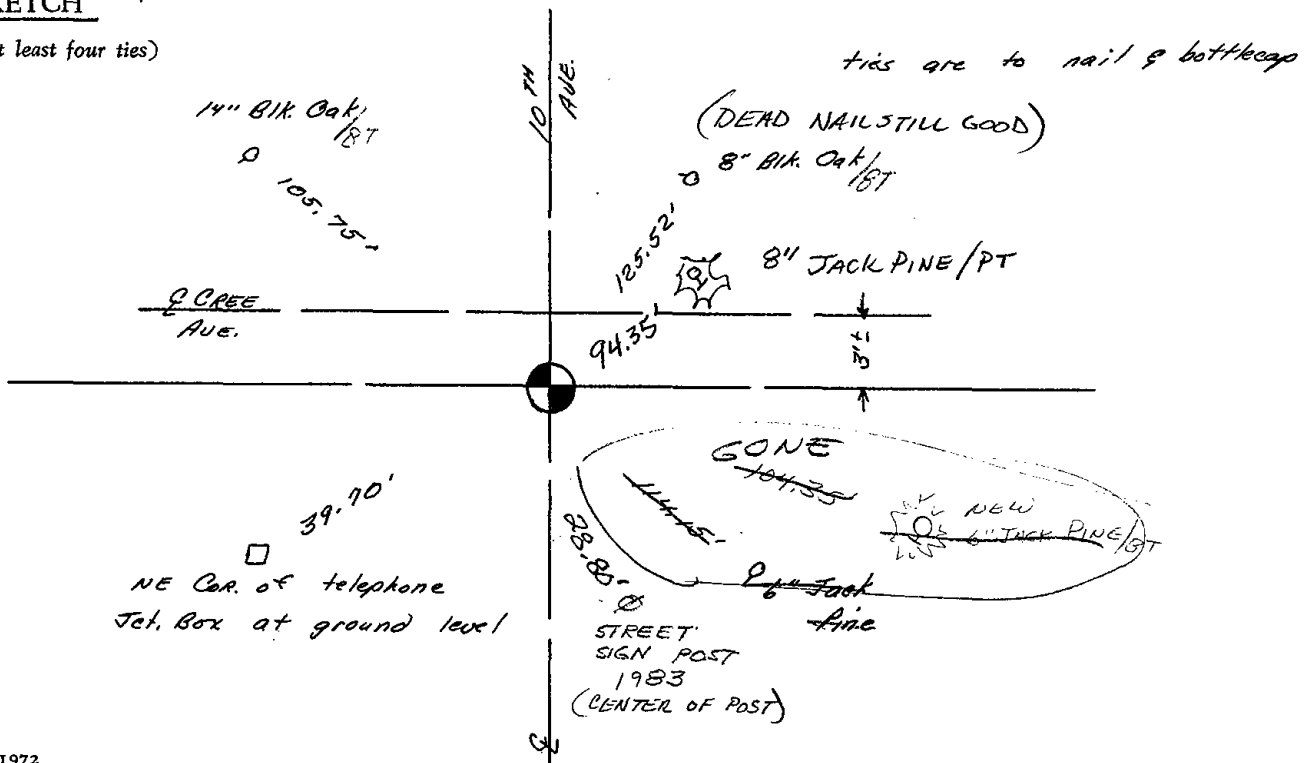 KETCH
t least four ties)
ties are to nail & bottlecap
14" Blk. Oak/BT
105.75'
10TH AVE.
(DEAD NAIL STILL GOOD)
8" Blk. Oak/BT
125.52'
8" JACK PINE/PT
94.35'
℄ CREE
AVE.
3'±
GONE
104.35
NEW
6" JACK PINE/BT
39.70'
28.80'
6" Jack
Pine
NE COR. of telephone
Jct. Box at ground level
STREET
SIGN POST
1983
(CENTER OF POST)
℄
1972